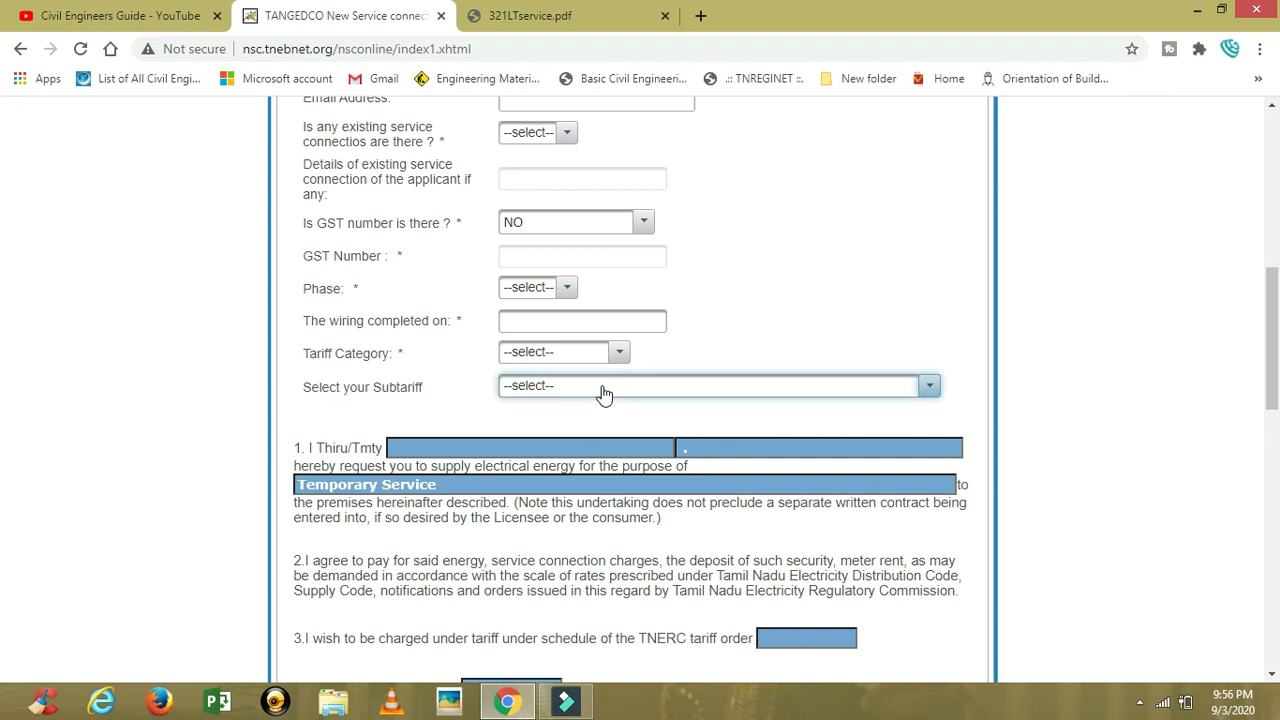 Civil Engineers Guide - YouTube
TANGEDCO New Service connect
321LTservice.pdf
Not secure
nsc.tnebnet.org/nsconline/index1.xhtml
Apps
List of All Civil Engi...
Microsoft account
Gmail
Engineering Materi...
Basic Civil Engineeri...
.:: TNREGINET ::.
New folder
Home
Orientation of Build...
»
Email Address:
Is any existing service
connectios are there ? *
--select--
Details of existing service
connection of the applicant if
any:
Is GST number is there ? *
NO
GST Number : *
Phase: *
--select--
The wiring completed on: *
Tariff Category: *
--select--
Select your Subtariff
--select--
1. I Thiru/Tmty .
hereby request you to supply electrical energy for the purpose of
Temporary Service to
the premises hereinafter described. (Note this undertaking does not preclude a separate written contract being
entered into, if so desired by the Licensee or the consumer.)
2.I agree to pay for said energy, service connection charges, the deposit of such security, meter rent, as may
be demanded in accordance with the scale of rates prescribed under Tamil Nadu Electricity Distribution Code,
Supply Code, notifications and orders issued in this regard by Tamil Nadu Electricity Regulatory Commission.
3.I wish to be charged under tariff under schedule of the TNERC tariff order
9:56 PM
9/3/2020